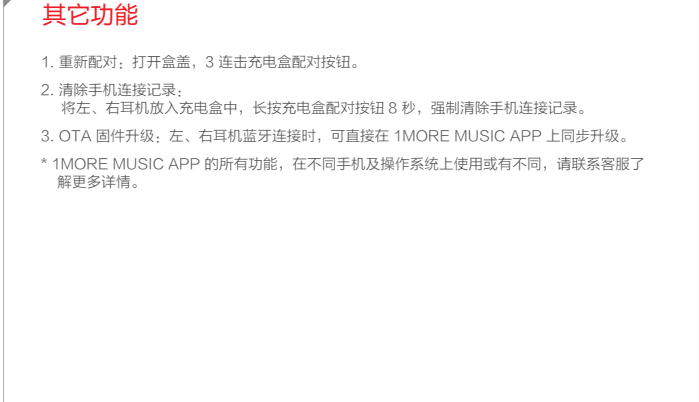 其它功能
1. 重新配对：打开盒盖，3 连击充电盒配对按钮。
2. 清除手机连接记录：
将左、右耳机放入充电盒中，长按充电盒配对按钮 8 秒，强制清除手机连接记录。
3. OTA 固件升级：左、右耳机蓝牙连接时，可直接在 1MORE MUSIC APP 上同步升级。
* 1MORE MUSIC APP 的所有功能，在不同手机及操作系统上使用或有不同，请联系客服了
解更多详情。